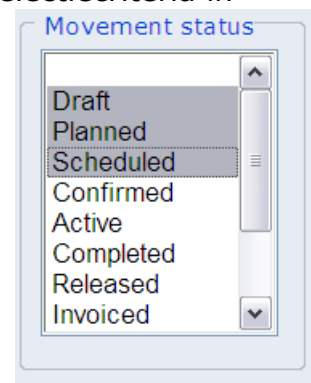 Movement status
Draft
Planned
Scheduled
Confirmed
Active
Completed
Released
Invoiced